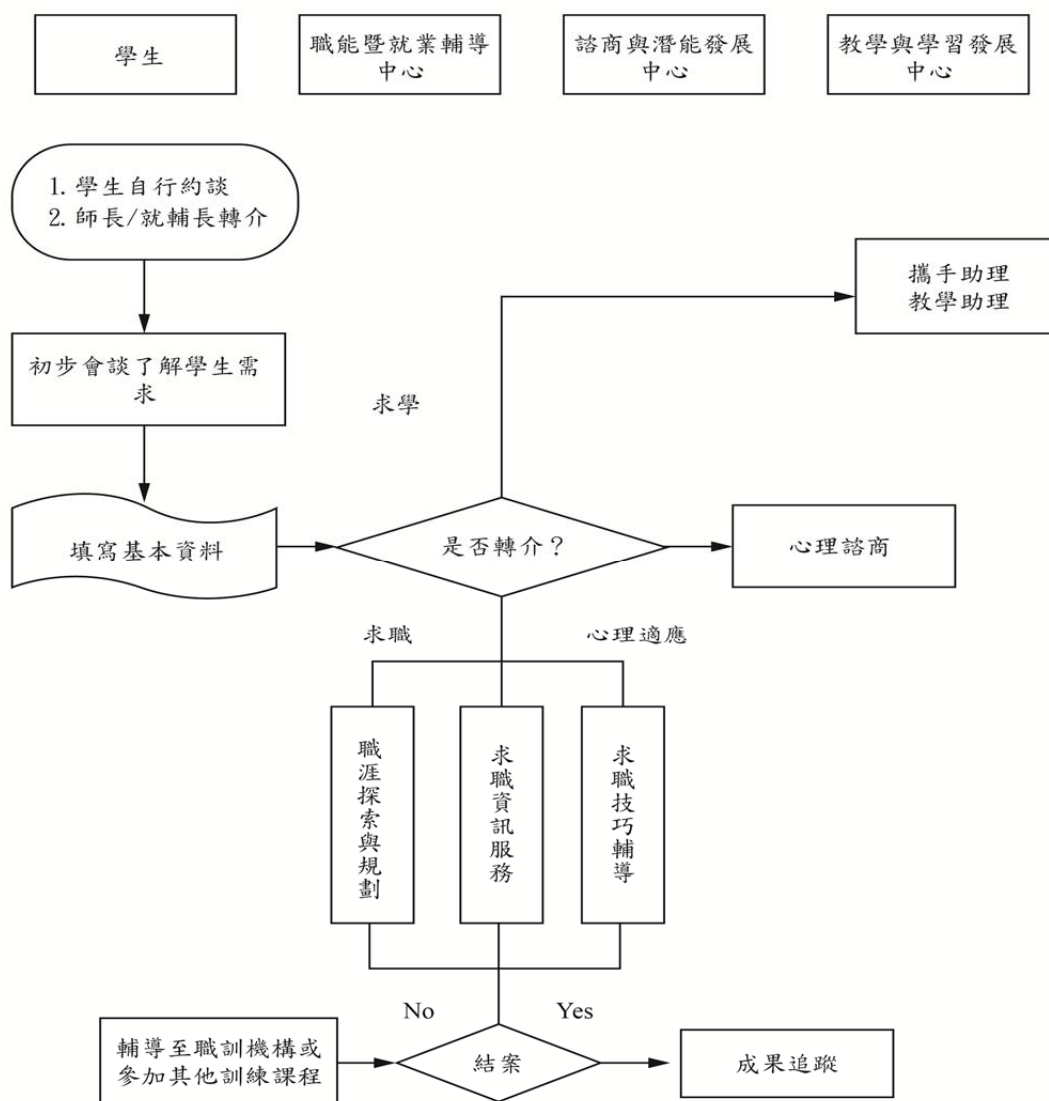 學生
職能暨就業輔導
中心
諮商與潛能發展
中心
教學與學習發展
中心
1. 學生自行約談
2. 師長/就輔長轉介
攜手助理
教學助理
初步會談了解學生需
求
求學
填寫基本資料
是否轉介？
心理諮商
求職
心理適應
職涯探索與規劃
求職資訊服務
求職技巧輔導
No
Yes
輔導至職訓機構或
參加其他訓練課程
結案
成果追蹤